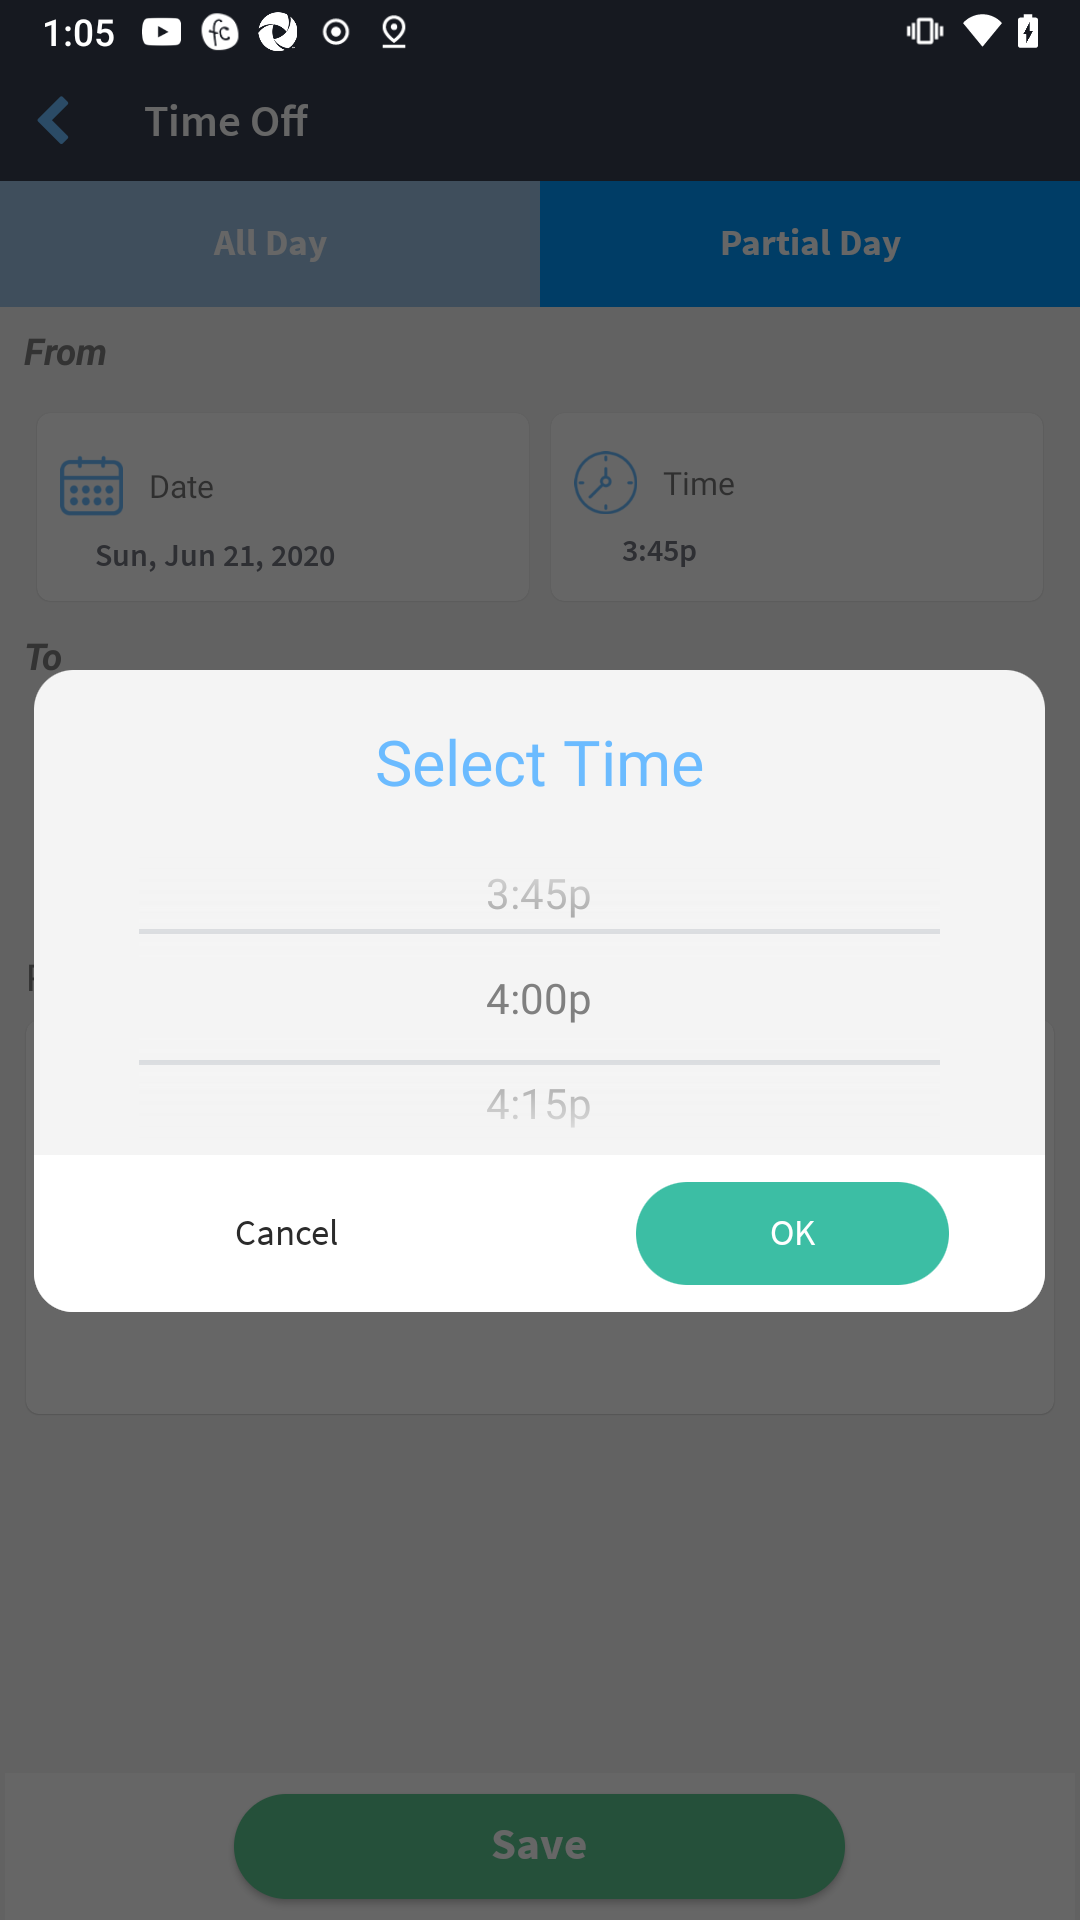 1:05
Time Off
All Day
Partial Day
From
Date
Time
Sun, Jun 21, 2020
3:45p
To
Select Time
3:45p
4:00p
4:15p
Cancel
OK
Save